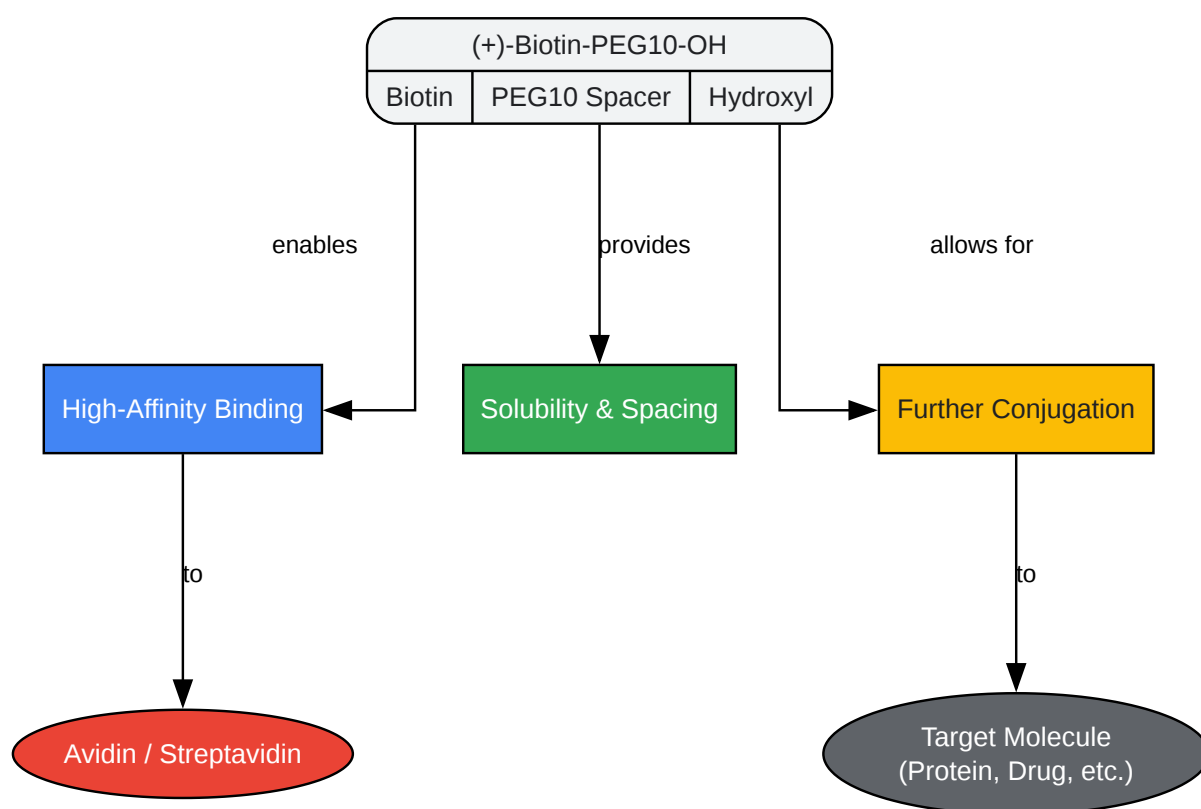 (+)-Biotin-PEG10-OH
Biotin
PEG10 Spacer
Hydroxyl
enables
provides
allows for
High-Affinity Binding
Solubility & Spacing
Further Conjugation
to
to
Avidin / Streptavidin
Target Molecule
(Protein, Drug, etc.)